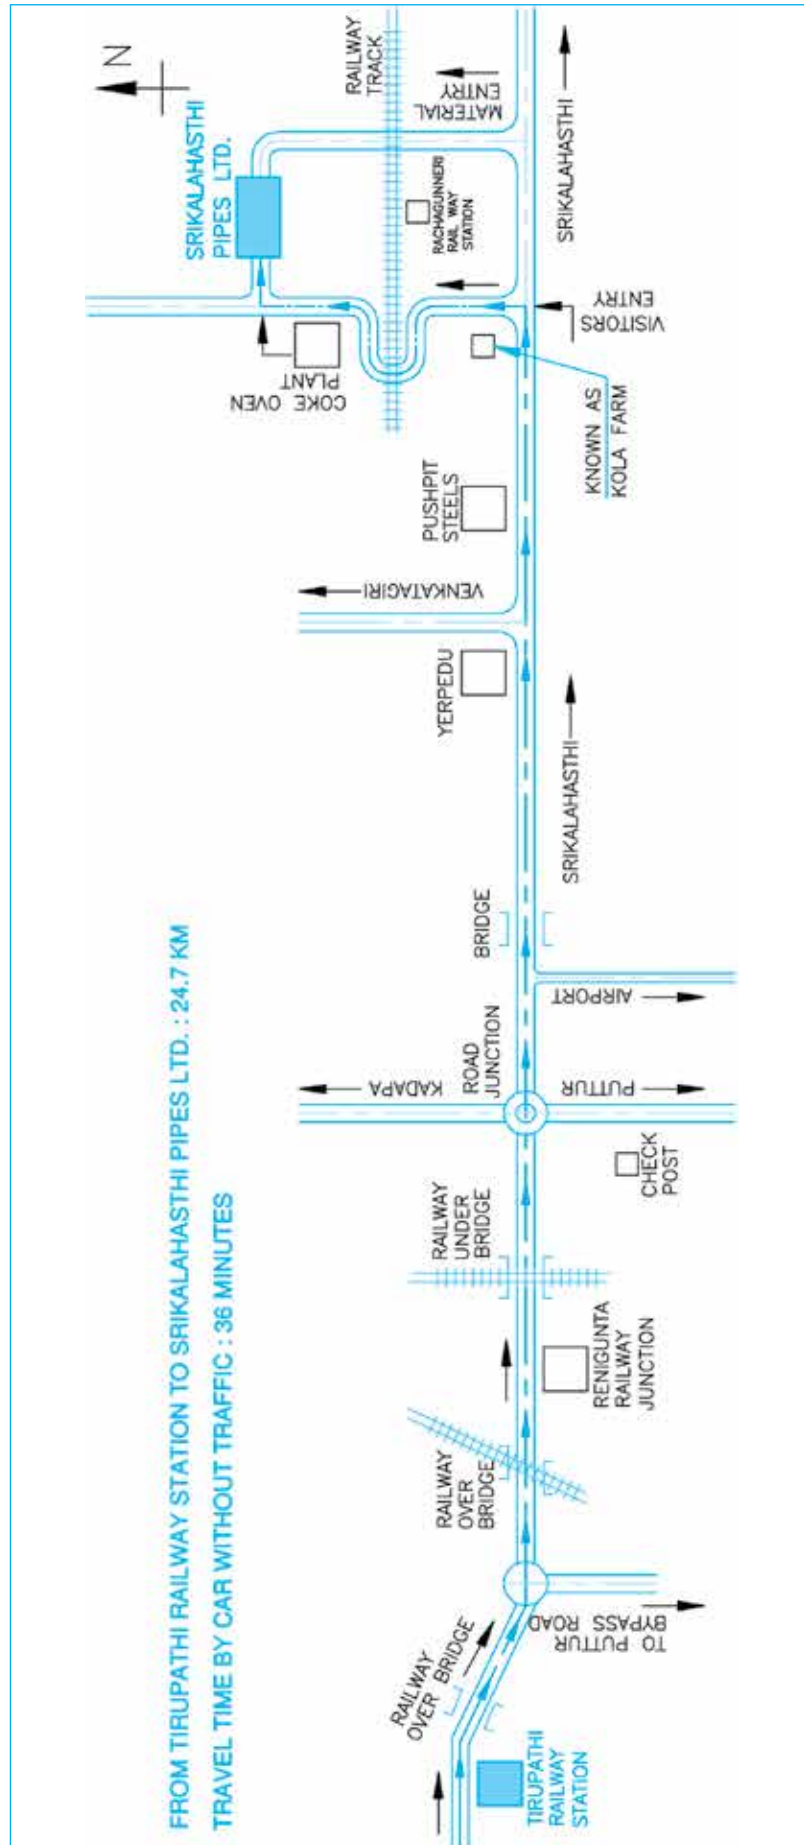 FROM TIRUPATHI RAILWAY STATION TO SRIKALAHASTHI PIPES LTD. : 24.7 KM
TRAVEL TIME BY CAR WITHOUT TRAFFIC : 36 MINUTES
N
TIRUPATHI
RAILWAY
STATION
RAILWAY
OVER BRIDGE
TO PUTTUR
BYPASS ROAD
RAILWAY
OVER
BRIDGE
RENIGUNTA
RAILWAY
JUNCTION
RAILWAY
UNDER
BRIDGE
CHECK
POST
ROAD
JUNCTION
KADAPA
PUTTUR
AIRPORT
BRIDGE
SRIKALAHASTHI
YERPEDU
VENKATAGIRI
PUSHPIT
STEELS
KNOWN AS
KOLA FARM
VISITORS
ENTRY
COKE OVEN
PLANT
RACHAGUNNERI
RAIL WAY
STATION
SRIKALAHASTHI
PIPES LTD.
RAILWAY
TRACK
MATERIAL
ENTRY
SRIKALAHASTHI